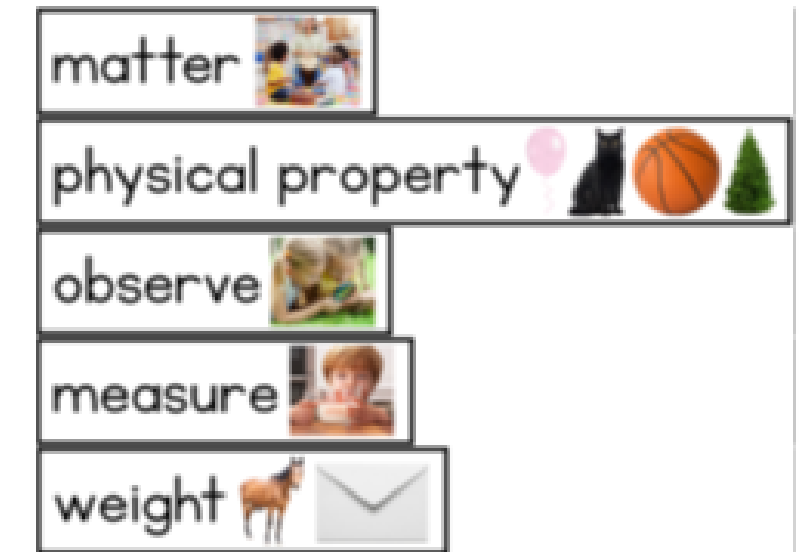 matter
physical property
observe
measure
weight